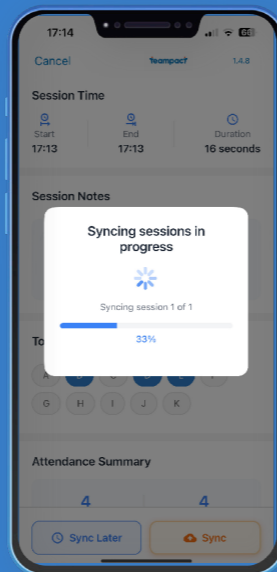 17:14
Cancel
teampact
1.4.8
Session Time
Start
End
Duration
17:13
17:13
16 seconds
Session Notes
Syncing sessions in
progress
Syncing session 1 of 1
33%
To
A
C
G
H
I
J
K
Attendance Summary
4
4
Sync Later
Sync